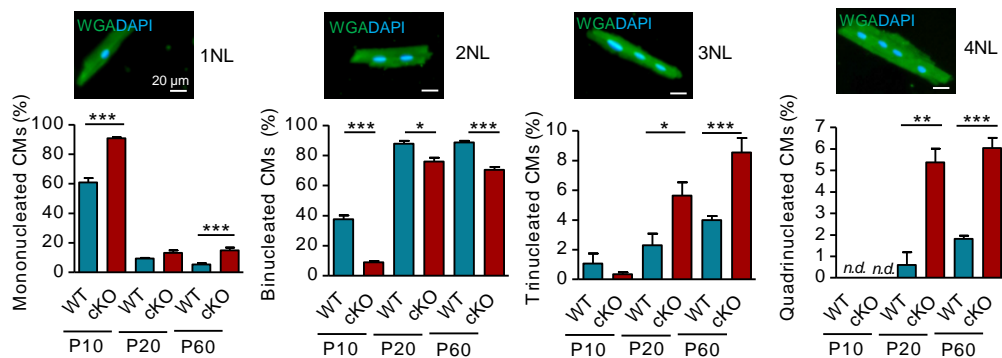 WGADAPI
1NL
20 µm
Mononucleated CMs (%)
100
80
60
40
20
0
***
***
WT
cKO
WT
cKO
WT
cKO
P10
P20
P60
WGADAPI
2NL
Binucleated CMs (%)
100
80
60
40
20
0
***
*
***
WT
cKO
WT
cKO
WT
cKO
P10
P20
P60
WGADAPI
3NL
Trinucleated CMs (%)
10
8
6
4
2
0
*
***
WT
cKO
WT
cKO
WT
cKO
P10
P20
P60
WGADAPI
4NL
Quadrinucleated CMs (%)
7
6
5
4
3
2
1
0
n.d.
n.d.
**
***
WT
cKO
WT
cKO
WT
cKO
P10
P20
P60